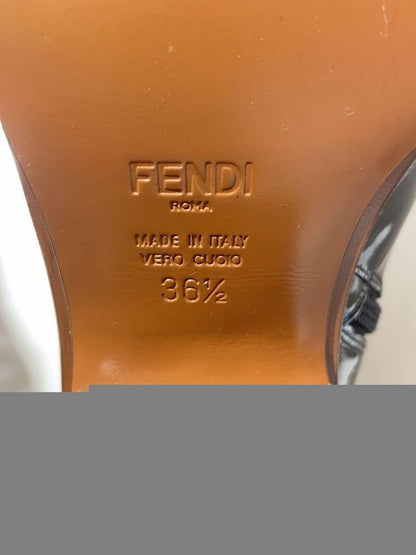 FENDI
ROMA
MADE IN ITALY
VERO CUOIO
36½